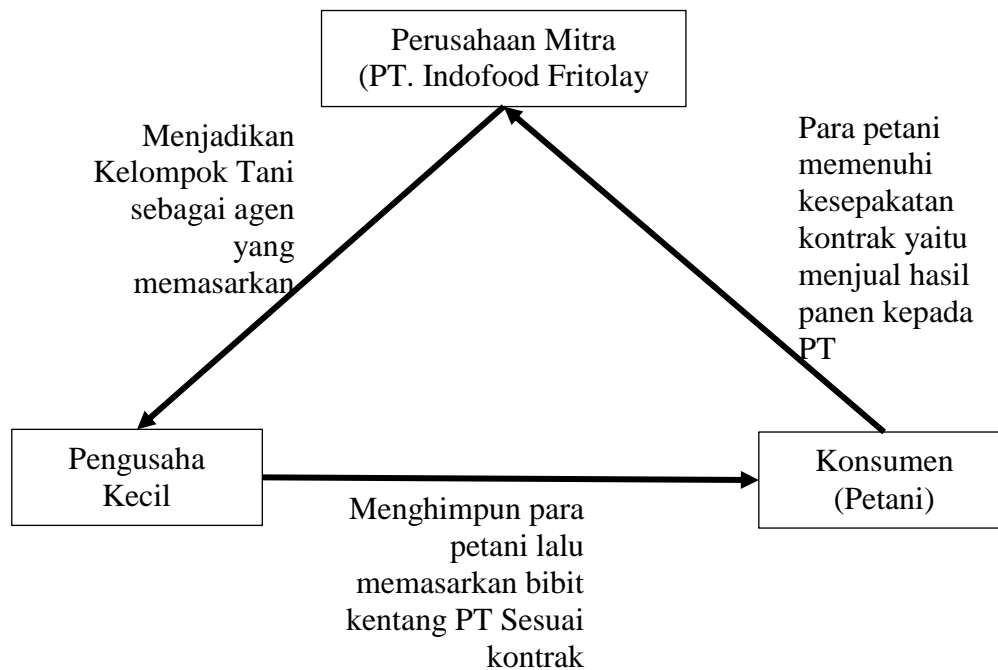 Perusahaan Mitra
(PT. Indofood Fritolay
Menjadikan
Kelompok Tani
sebagai agen
yang
memasarkan
Para petani
memenuhi
kesepakatan
kontrak yaitu
menjual hasil
panen kepada
PT
Pengusaha
Kecil
Konsumen
(Petani)
Menghimpun para
petani lalu
memasarkan bibit
kentang PT Sesuai
kontrak